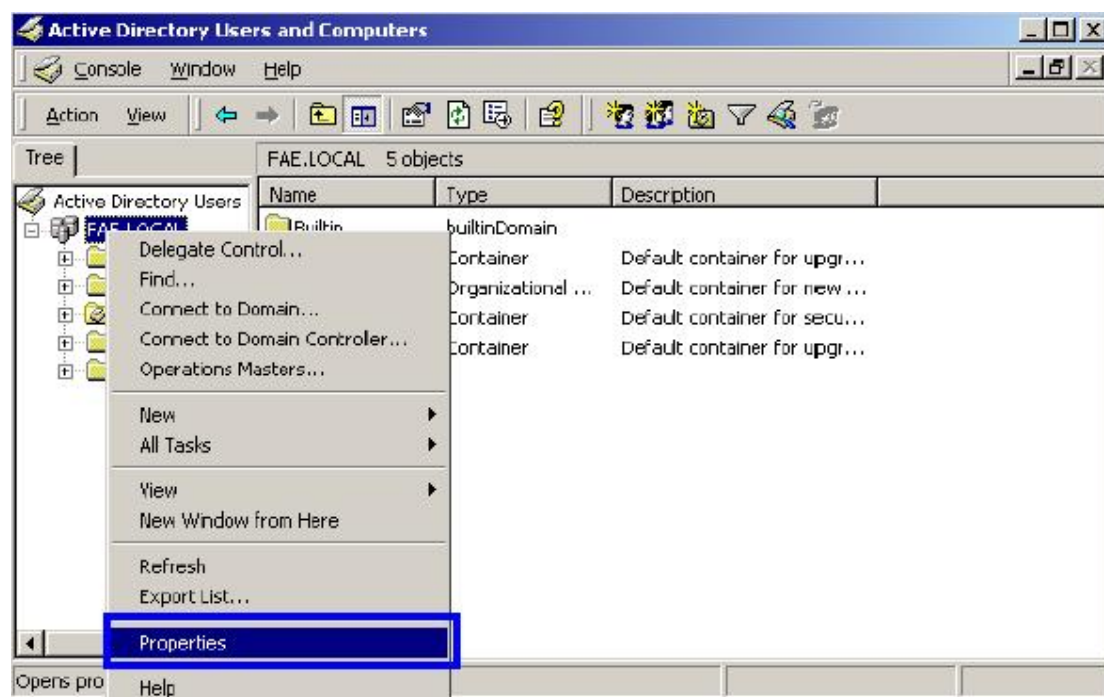 Active Directory Users and Computers
Console Window Help
Action View
Tree
FAE.LOCAL 5 objects
Active Directory Users
Name Type Description
FAE.LOCAL
Builtin builtinDomain
Container Default container for upgr...
Organizational ... Default container for new ...
Container Default container for secu...
Container Default container for upgr...
Delegate Control...
Find...
Connect to Domain...
Connect to Domain Controller...
Operations Masters...
New
All Tasks
View
New Window from Here
Refresh
Export List...
Properties
Help
Opens pro